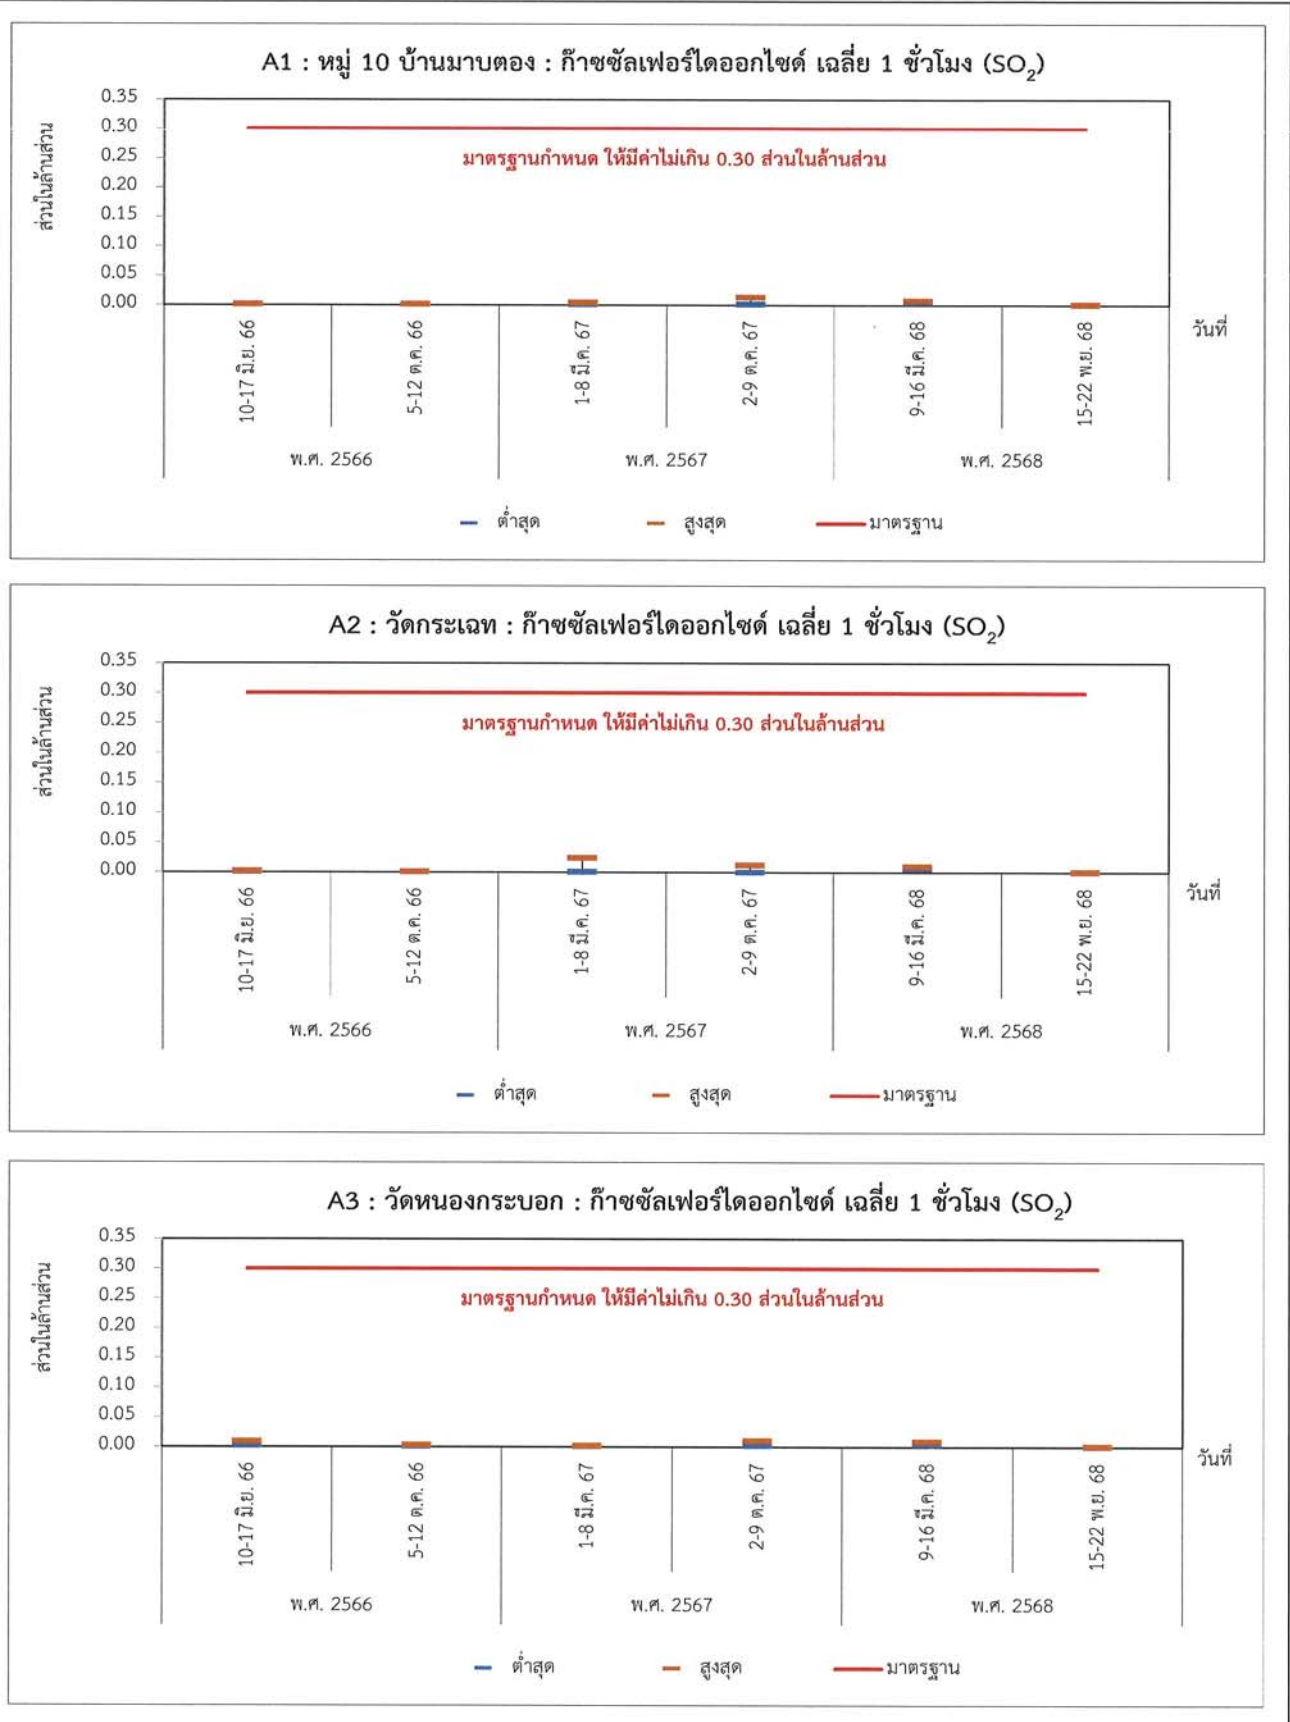 A1 : หมู่ 10 บ้านมาบตอง : ก๊าซซัลเฟอร์ไดออกไซด์ เฉลี่ย 1 ชั่วโมง (SO2)
ส่วนในล้านส่วน
0.35
0.30
0.25
0.20
0.15
0.10
0.05
0.00
มาตรฐานกำหนด ให้มีค่าไม่เกิน 0.30 ส่วนในล้านส่วน
วันที่
10-17 มิ.ย. 66
5-12 ต.ค. 66
1-8 มี.ค. 67
2-9 ต.ค. 67
9-16 มี.ค. 68
15-22 พ.ย. 68
พ.ศ. 2566
พ.ศ. 2567
พ.ศ. 2568
ต่ำสุด
สูงสุด
มาตรฐาน
A2 : วัดกระเฉท : ก๊าซซัลเฟอร์ไดออกไซด์ เฉลี่ย 1 ชั่วโมง (SO2)
ส่วนในล้านส่วน
0.35
0.30
0.25
0.20
0.15
0.10
0.05
0.00
มาตรฐานกำหนด ให้มีค่าไม่เกิน 0.30 ส่วนในล้านส่วน
วันที่
10-17 มิ.ย. 66
5-12 ต.ค. 66
1-8 มี.ค. 67
2-9 ต.ค. 67
9-16 มี.ค. 68
15-22 พ.ย. 68
พ.ศ. 2566
พ.ศ. 2567
พ.ศ. 2568
ต่ำสุด
สูงสุด
มาตรฐาน
A3 : วัดหนองกระบอก : ก๊าซซัลเฟอร์ไดออกไซด์ เฉลี่ย 1 ชั่วโมง (SO2)
ส่วนในล้านส่วน
0.35
0.30
0.25
0.20
0.15
0.10
0.05
0.00
มาตรฐานกำหนด ให้มีค่าไม่เกิน 0.30 ส่วนในล้านส่วน
วันที่
10-17 มิ.ย. 66
5-12 ต.ค. 66
1-8 มี.ค. 67
2-9 ต.ค. 67
9-16 มี.ค. 68
15-22 พ.ย. 68
พ.ศ. 2566
พ.ศ. 2567
พ.ศ. 2568
ต่ำสุด
สูงสุด
มาตรฐาน